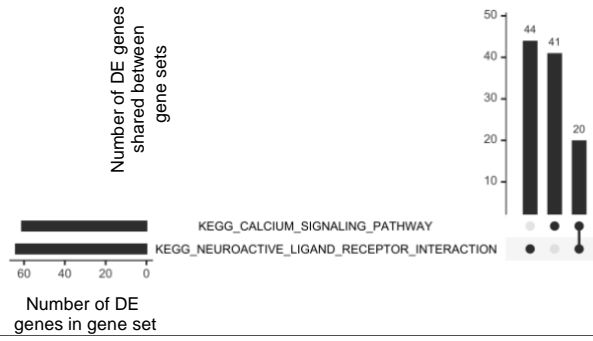 Number of DE genes
shared between
gene sets
50
40
30
20
10
44
41
20
KEGG_CALCIUM_SIGNALING_PATHWAY
KEGG_NEUROACTIVE_LIGAND_RECEPTOR_INTERACTION
60 40 20 0
Number of DE
genes in gene set